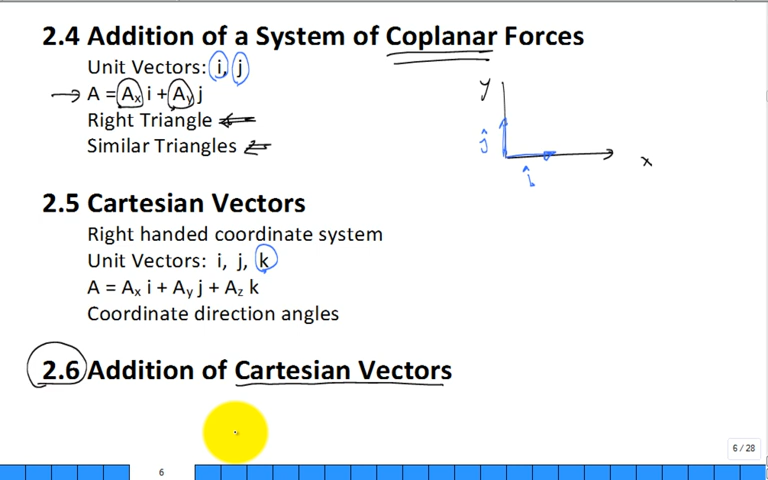 2.4 Addition of a System of Coplanar Forces
Unit Vectors: i, j
A = Ax i + Ay j
Right Triangle
Similar Triangles
y
ĵ
î
x
2.5 Cartesian Vectors
Right handed coordinate system
Unit Vectors: i, j, k
A = Ax i + Ay j + Az k
Coordinate direction angles
2.6 Addition of Cartesian Vectors
6 / 28
6